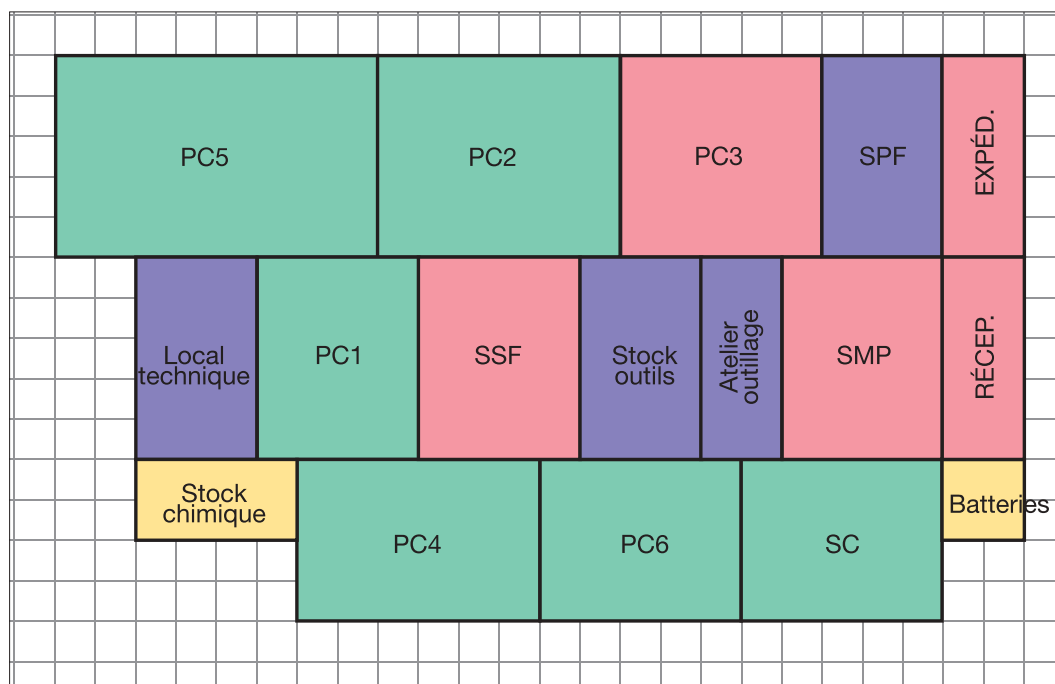 PC5
PC2
PC3
SPF
EXPÉD.
Local
technique
PC1
SSF
Stock
outils
Atelier
outillage
SMP
RÉCEP.
Stock
chimique
PC4
PC6
SC
Batteries